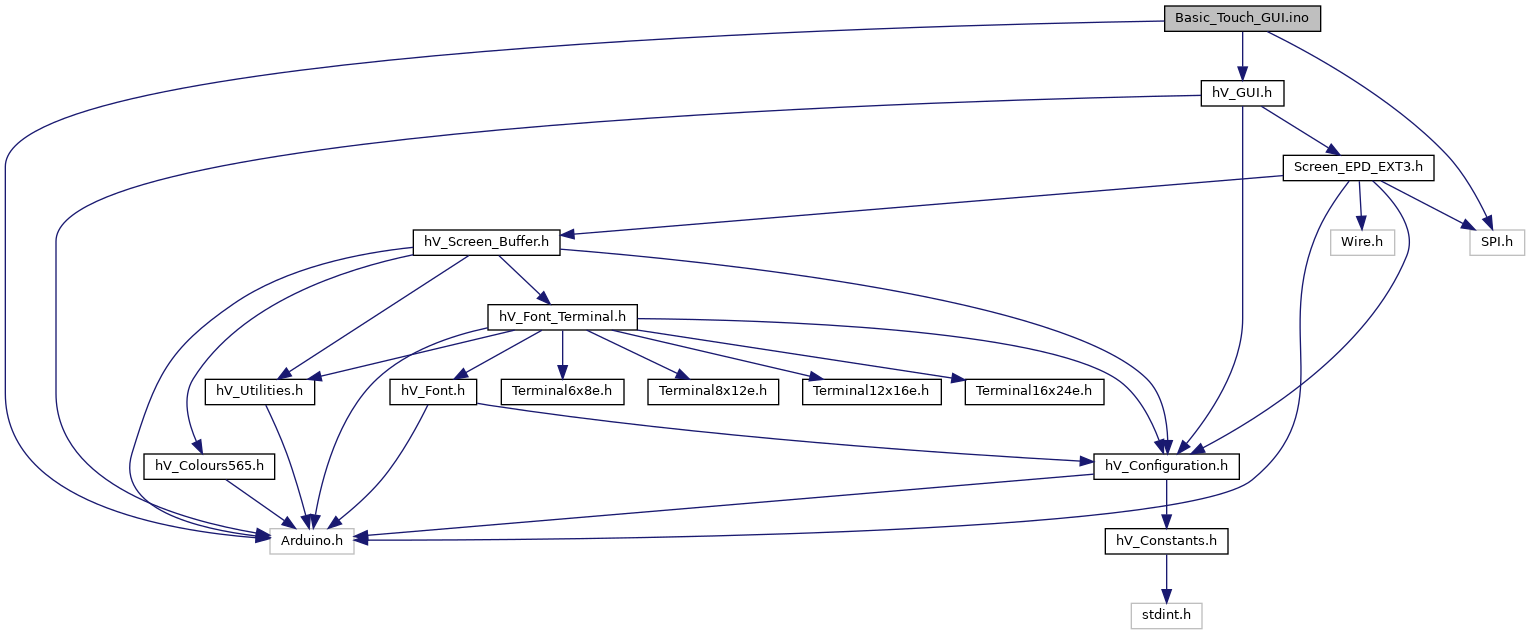 Basic_Touch_GUI.ino
hV_GUI.h
Screen_EPD_EXT3.h
hV_Screen_Buffer.h
Wire.h
SPI.h
hV_Font_Terminal.h
hV_Utilities.h
hV_Font.h
Terminal6x8e.h
Terminal8x12e.h
Terminal12x16e.h
Terminal16x24e.h
hV_Colours565.h
hV_Configuration.h
Arduino.h
hV_Constants.h
stdint.h